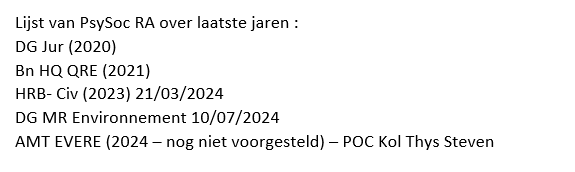 Lijst van PsySoc RA over laatste jaren :
DG Jur (2020)
Bn HQ QRE (2021)
HRB- Civ (2023) 21/03/2024
DG MR Environnement 10/07/2024
AMT EVERE (2024 – nog niet voorgesteld) – POC Kol Thys Steven